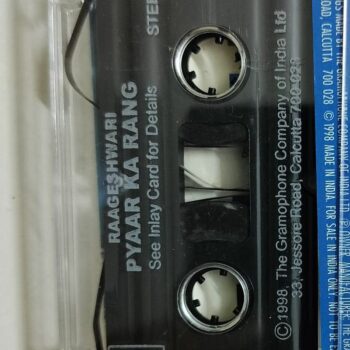 STE
RAAGESHWARI
PYAAR KA RANG
See Inlay Card for Details
©1998, The Gramophone Company of India Ltd
33, Jessore Road, Calcutta 700 028
ROAD, CALCUTTA 700 028 © 1998 MADE IN INDIA. FOR SALE IN INDIA ONLY. NOT TO BE